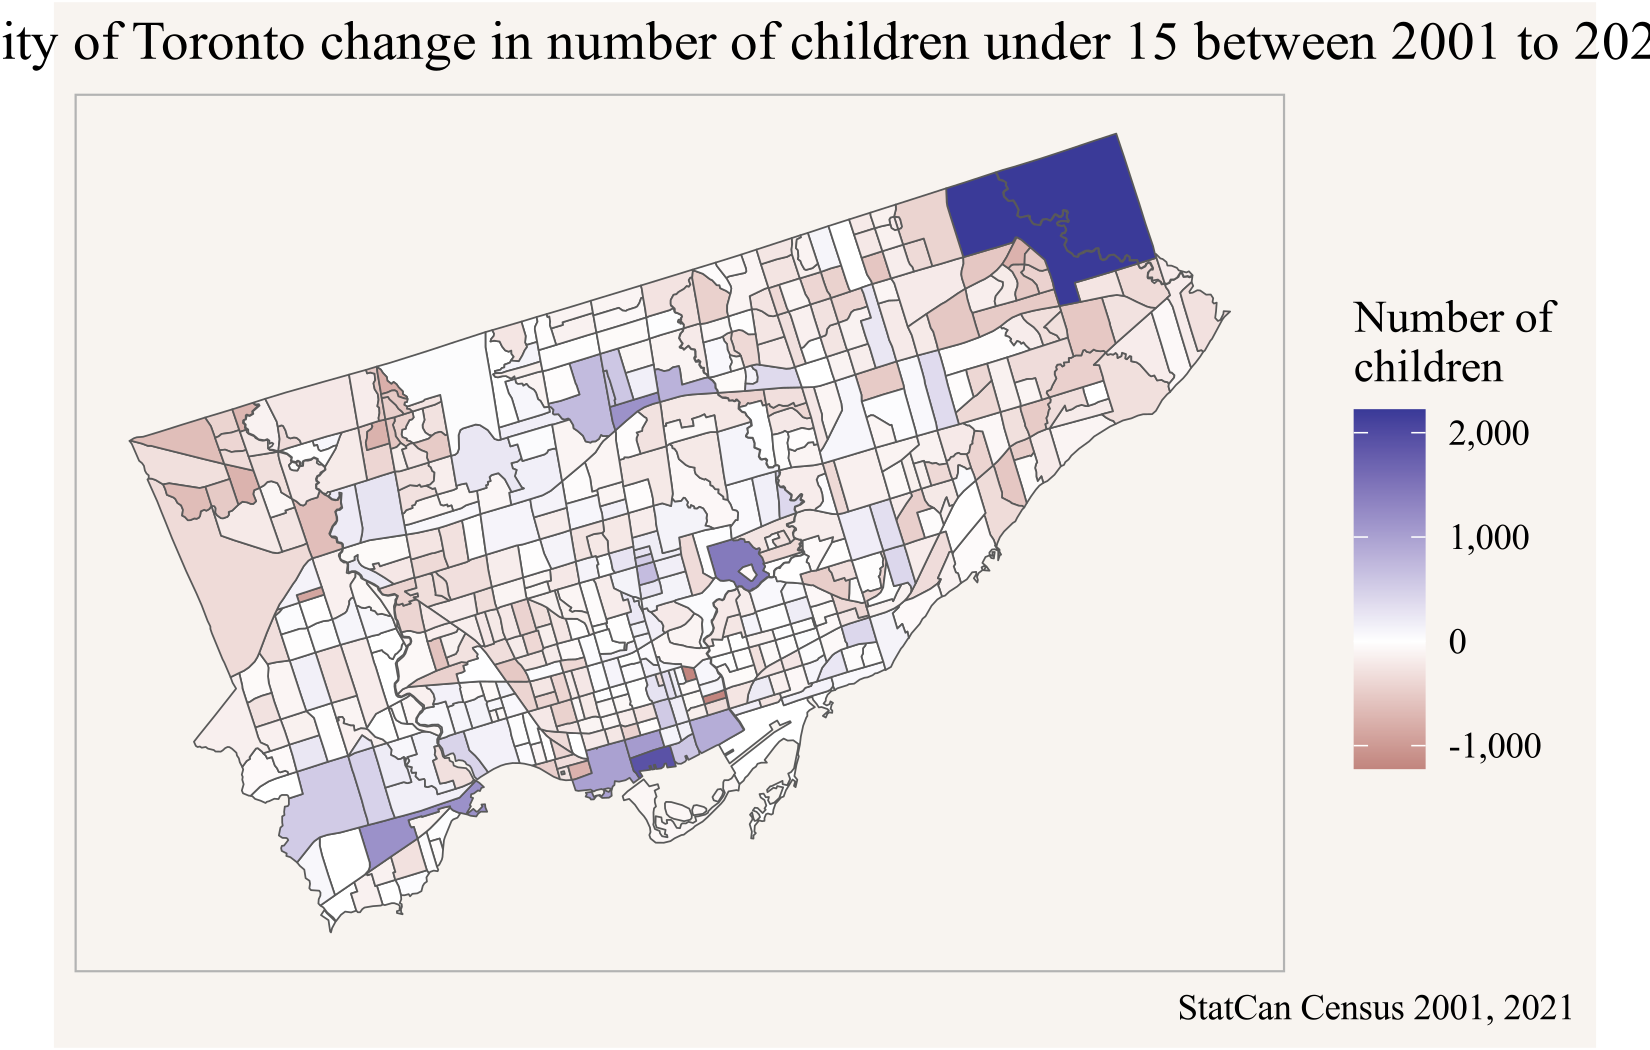 ity of Toronto change in number of children under 15 between 2001 to 202
Number of
children
2,000
1,000
0
-1,000
StatCan Census 2001, 2021